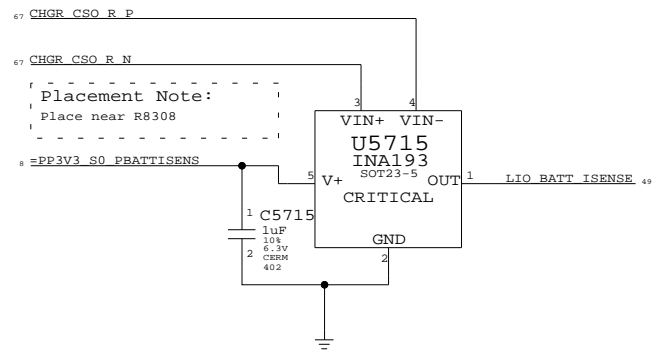 67 CHGR_CSO_R_P
67 CHGR_CSO_R_N
Placement Note:
Place near R8308
3 4
VIN+ VIN-
U5715
INA193
SOT23-5
8 =PP3V3_S0_PBATTISENS
5 V+ OUT 1 LIO_BATT_ISENSE 49
CRITICAL
1 C5715
1uF
10%
6.3V
2 CERM
402
GND
2